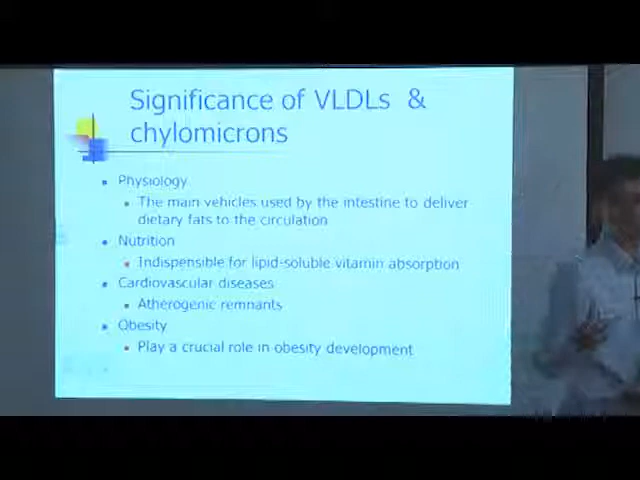 Significance of VLDLs &
chylomicrons
Physiology
The main vehicles used by the intestine to deliver
dietary fats to the circulation
Nutrition
Indispensible for lipid-soluble vitamin absorption
Cardiovascular diseases
Atherogenic remnants
Obesity
Play a crucial role in obesity development